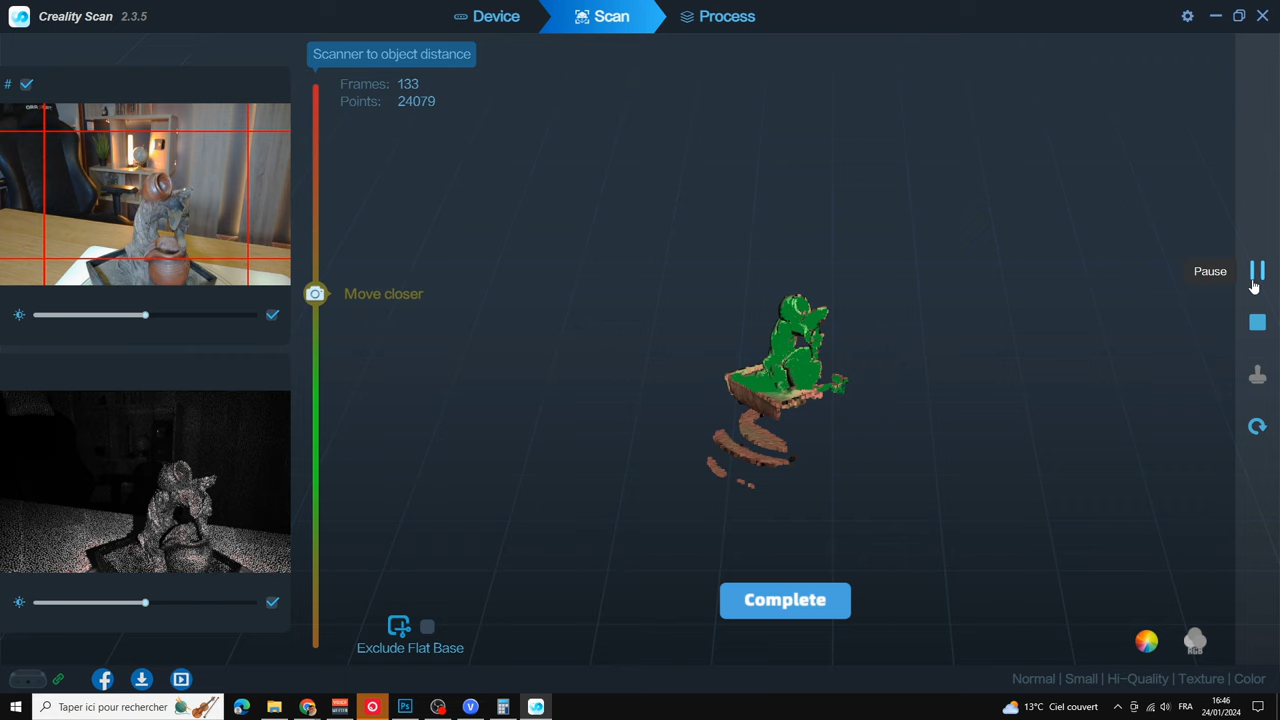 Creality Scan 2.3.5
Device
Scan
Process
Scanner to object distance
#
Frames: 133
Points: 24079
Pause
Move closer
Complete
Exclude Flat Base
RGB
Normal | Small | Hi-Quality | Texture | Color
Taper ici pour rechercher
Ps
V
13°C Ciel couvert
FRA
16:46
24/01/2024